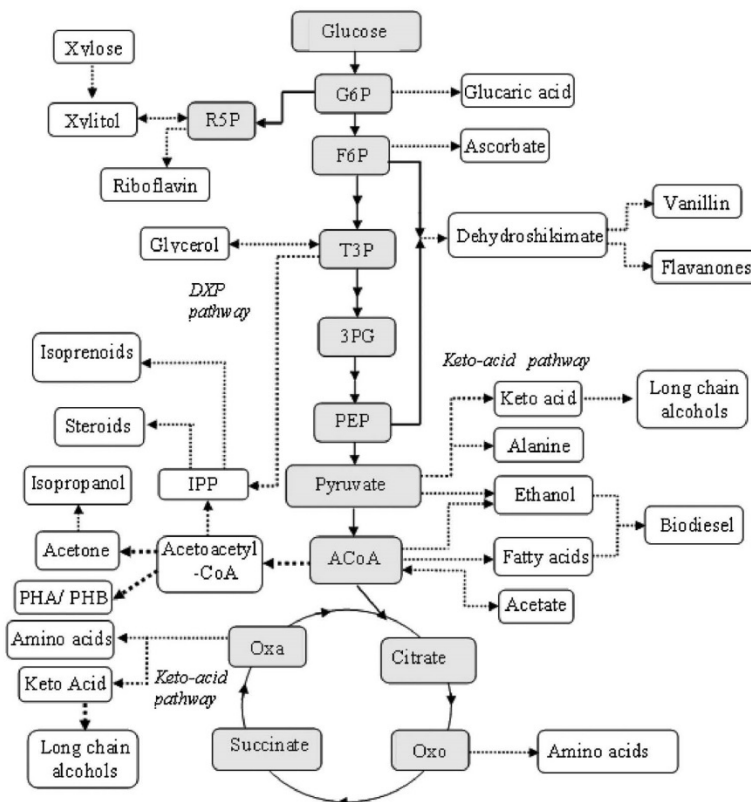 Glucose
Xylose
G6P
Glucaric acid
Xylitol
R5P
F6P
Ascorbate
Riboflavin
Vanillin
Dehydroshikimate
Glycerol
T3P
Flavanones
DXP
pathway
3PG
Isoprenoids
Keto-acid pathway
Keto acid
Long chain
alcohols
Steroids
PEP
Alanine
Isopropanol
IPP
Pyruvate
Ethanol
Biodiesel
Acetone
Acetoacetyl
-CoA
ACoA
Fatty acids
PHA/ PHB
Acetate
Amino acids
Oxa
Citrate
Keto Acid
Keto-acid
pathway
Long chain
alcohols
Succinate
Oxo
Amino acids